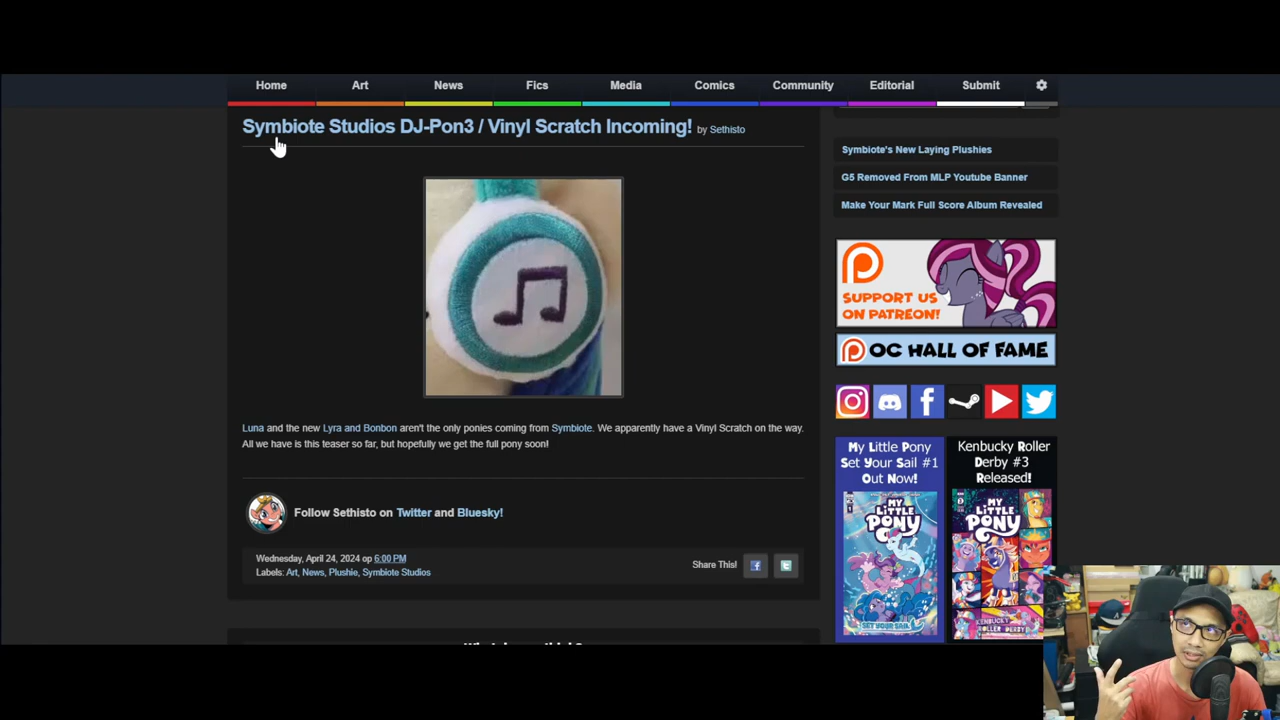 Home Art News Fics Media Comics Community Editorial Submit
Symbiote Studios DJ-Pon3 / Vinyl Scratch Incoming! by Sethisto
Luna and the new Lyra and Bonbon aren't the only ponies coming from Symbiote. We apparently have a Vinyl Scratch on the way.
All we have is this teaser so far, but hopefully we get the full pony soon!
Follow Sethisto on Twitter and Bluesky!
Wednesday, April 24, 2024 op 6:00 PM
Labels: Art, News, Plushie, Symbiote Studios
Share This!
Symbiote's New Laying Plushies
G5 Removed From MLP Youtube Banner
Make Your Mark Full Score Album Revealed
SUPPORT US
ON PATREON!
OC HALL OF FAME
My Little Pony
Set Your Sail #1
Out Now!
MY LITTLE
PONY
SET YOUR SAIL
Kenbucky Roller
Derby #3
Released!
MY LITTLE
PONY
KENBUCKY
ROLLER DERBY